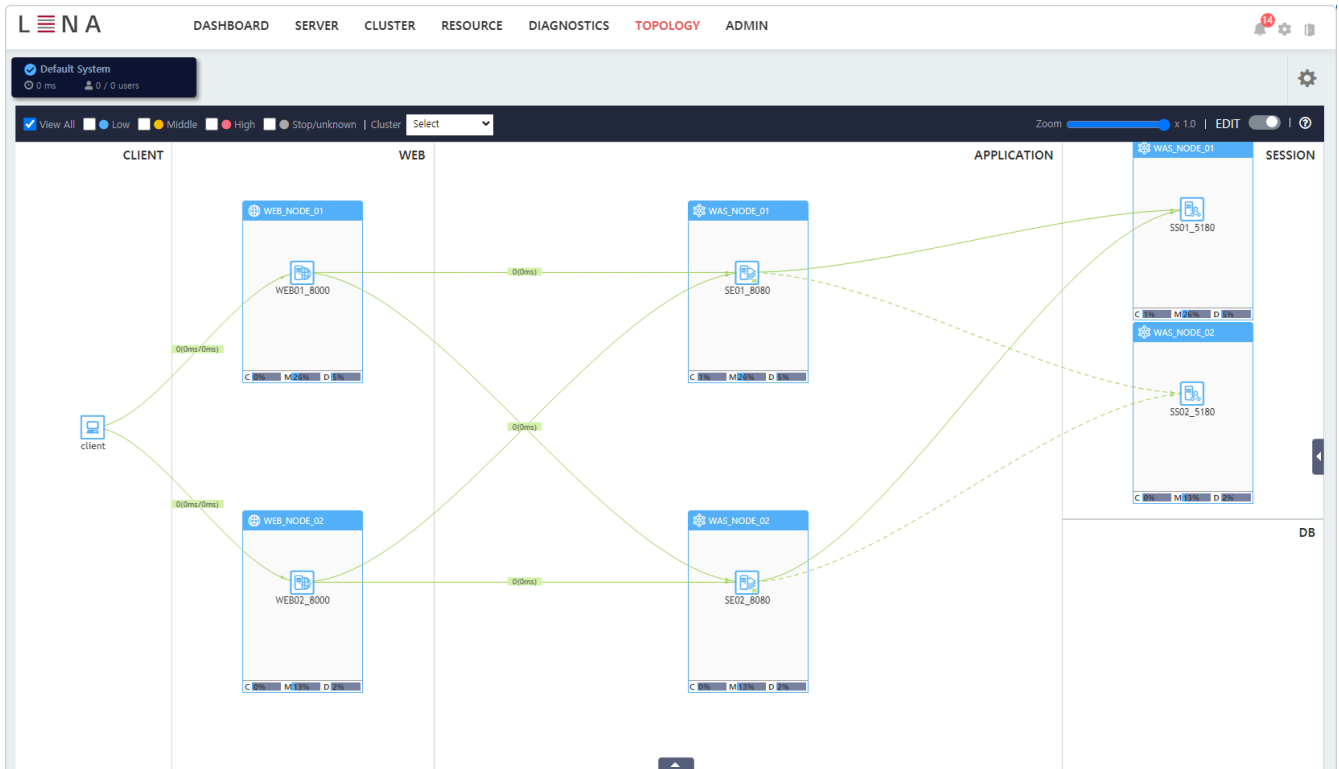 LENA DASHBOARD SERVER CLUSTER RESOURCE DIAGNOSTICS TOPOLOGY ADMIN 14
Default System
0 ms 0 / 0 users
View All Low Middle High Stop/unknown | Cluster Select Zoom x 1.0 | EDIT | ?
CLIENT WEB APPLICATION SESSION
WAS_NODE_01
SS01_5180
C 1% M 26% D 5%
WAS_NODE_02
SS02_5180
C 0% M 13% D 2%
WEB_NODE_01
WEB01_8000
C 0% M 26% D 5%
WAS_NODE_01
SE01_8080
C 1% M 26% D 5%
0(0ms)
0(0ms/0ms)
client
0(0ms)
0(0ms/0ms)
WEB_NODE_02
WEB02_8000
C 0% M 13% D 2%
WAS_NODE_02
SE02_8080
C 0% M 13% D 2%
0(0ms)
DB